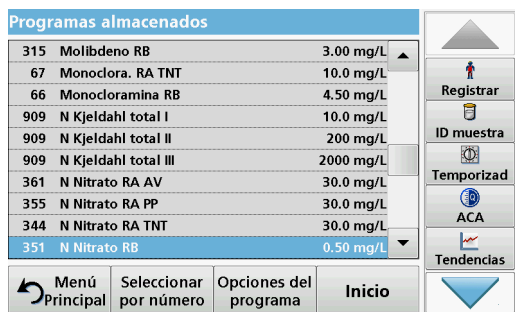 Programas almacenados
315 Molibdeno RB 3.00 mg/L
67 Monoclora. RA TNT 10.0 mg/L
66 Monocloramina RB 4.50 mg/L
909 N Kjeldahl total I 10.0 mg/L
909 N Kjeldahl total II 200 mg/L
909 N Kjeldahl total III 2000 mg/L
361 N Nitrato RA AV 30.0 mg/L
355 N Nitrato RA PP 30.0 mg/L
344 N Nitrato RA TNT 30.0 mg/L
351 N Nitrato RB 0.50 mg/L
Menú
Principal
Seleccionar
por número
Opciones del
programa
Inicio
Registrar
ID muestra
Temporizad
ACA
Tendencias